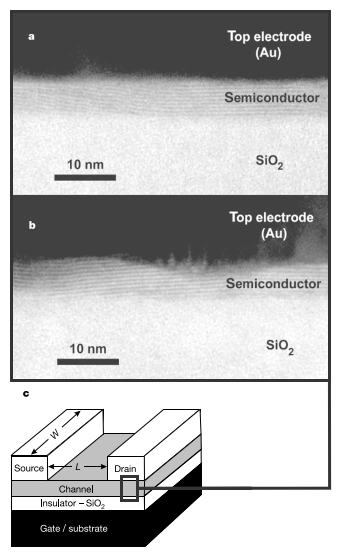 a
Top electrode
(Au)
Semiconductor
10 nm
SiO2
b
Top electrode
(Au)
Semiconductor
10 nm
SiO2
c
W
Source
L
Drain
Channel
Insulator – SiO2
Gate / substrate